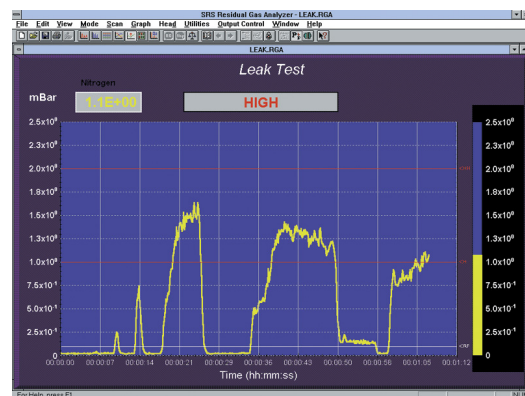 SRS Residual Gas Analyzer - LEAK.RGA
File Edit View Mode Scan Graph Head Utilities Output Control Window Help
LEAK.RGA
Leak Test
Nitrogen
mBar
1.1E+00
HIGH
2.5x10⁰ 2.5x10⁰
2.3x10⁰ 2.3x10⁰
2.0x10⁰ 2.0x10⁰
1.8x10⁰ 1.8x10⁰
1.5x10⁰ 1.5x10⁰
1.3x10⁰ 1.3x10⁰
1.0x10⁰ 1.0x10⁰
7.5x10⁻¹ 7.5x10⁻¹
5.0x10⁻¹ 5.0x10⁻¹
2.5x10⁻¹ 2.5x10⁻¹
0 0
00:00:00 00:00:07 00:00:14 00:00:21 00:00:28 00:00:36 00:00:43 00:00:50 00:00:58 00:01:05 00:01:12
Time (hh:mm:ss)
For Help, press F1